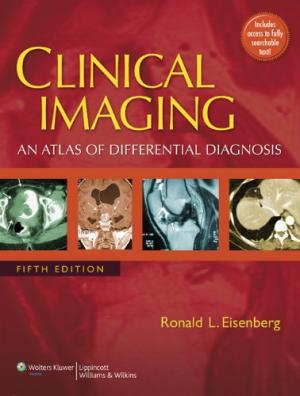 Includes
access to fully
searchable
text!
CLINICAL
IMAGING
AN ATLAS OF DIFFERENTIAL DIAGNOSIS
FIFTH EDITION
Ronald L. Eisenberg
Wolters Kluwer
Health
Lippincott
Williams & Wilkins